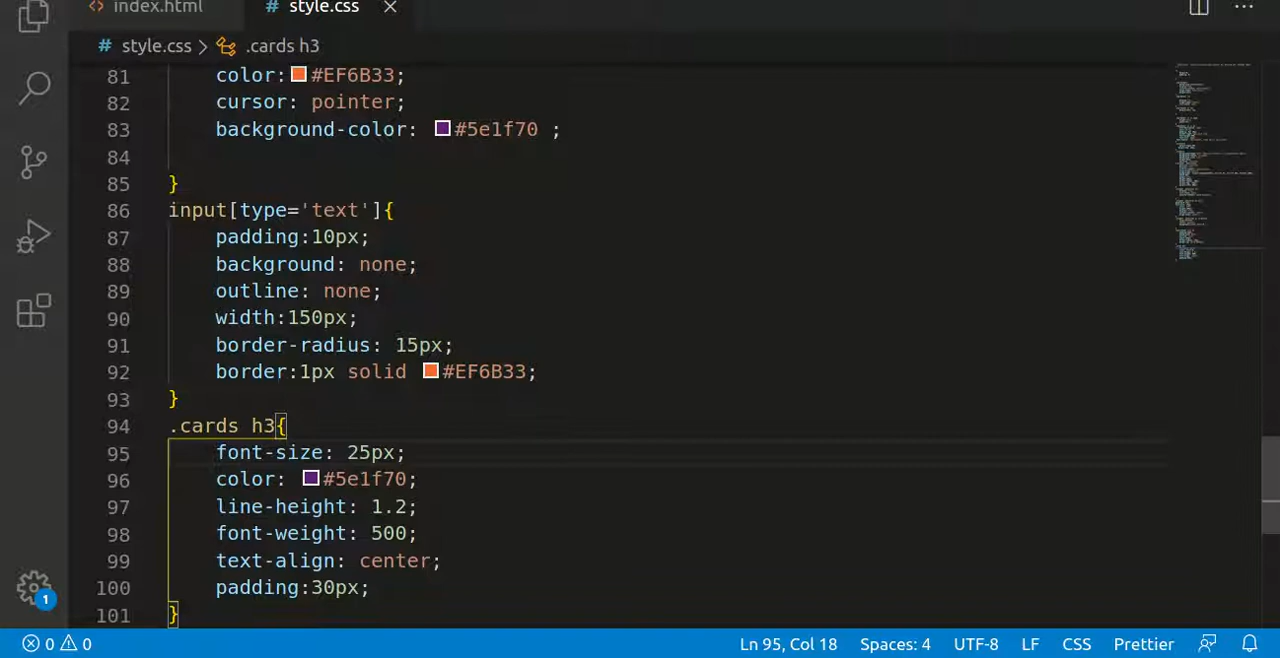 <> index.html # style.css ×
# style.css > .cards h3
81 color: #EF6B33;
82 cursor: pointer;
83 background-color: #5e1f70 ;
84
85 }
86 input[type='text']{
87 padding:10px;
88 background: none;
89 outline: none;
90 width:150px;
91 border-radius: 15px;
92 border:1px solid #EF6B33;
93 }
94 .cards h3{
95 font-size: 25px;
96 color: #5e1f70;
97 line-height: 1.2;
98 font-weight: 500;
99 text-align: center;
100 padding:30px;
101 }
1
0 0 Ln 95, Col 18 Spaces: 4 UTF-8 LF CSS Prettier